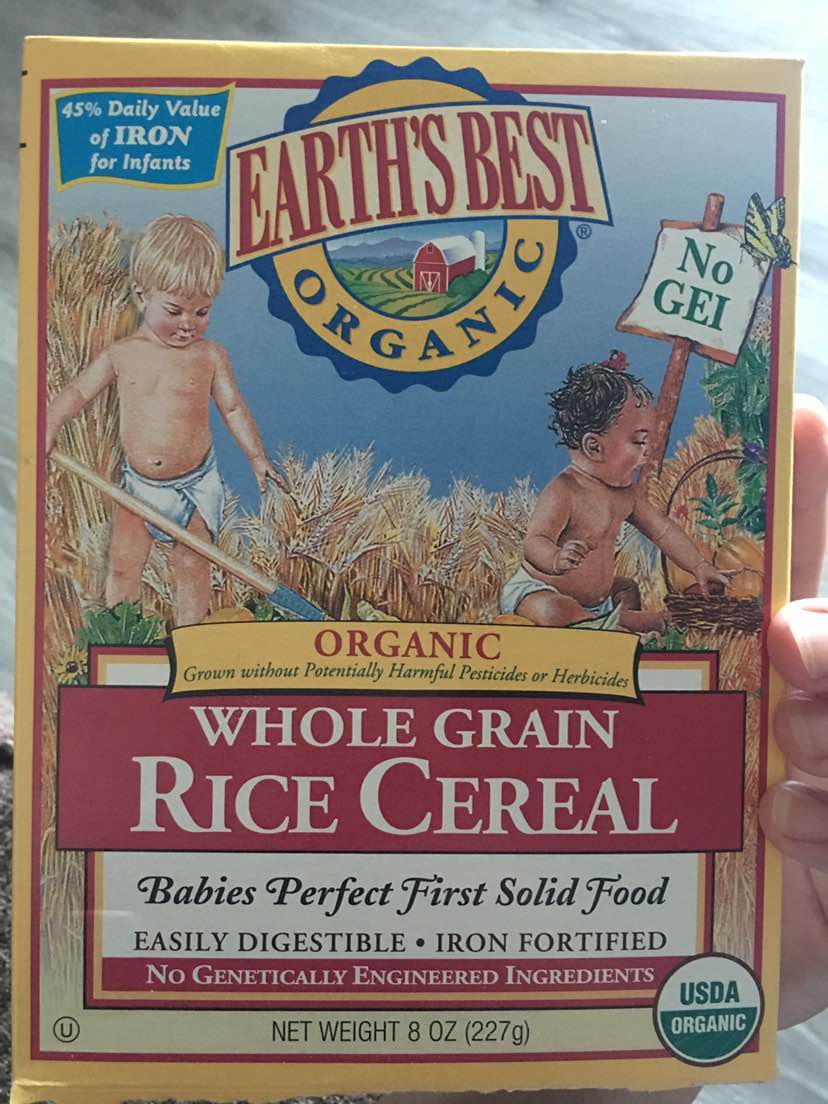 45% Daily Value
of IRON
for Infants
EARTH'S BEST
®
ORGANIC
No
GEI
ORGANIC
Grown without Potentially Harmful Pesticides or Herbicides
WHOLE GRAIN
RICE CEREAL
Babies Perfect First Solid Food
EASILY DIGESTIBLE • IRON FORTIFIED
NO GENETICALLY ENGINEERED INGREDIENTS
U
NET WEIGHT 8 OZ (227g)
USDA
ORGANIC